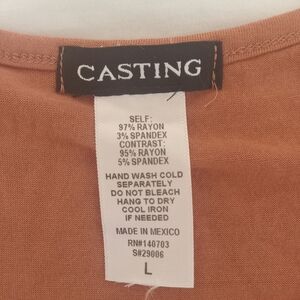 CASTING
SELF:
97% RAYON
3% SPANDEX
CONTRAST:
95% RAYON
5% SPANDEX
HAND WASH COLD
SEPARATELY
DO NOT BLEACH
HANG TO DRY
COOL IRON
IF NEEDED
MADE IN MEXICO
RN#140703
S#29006
L